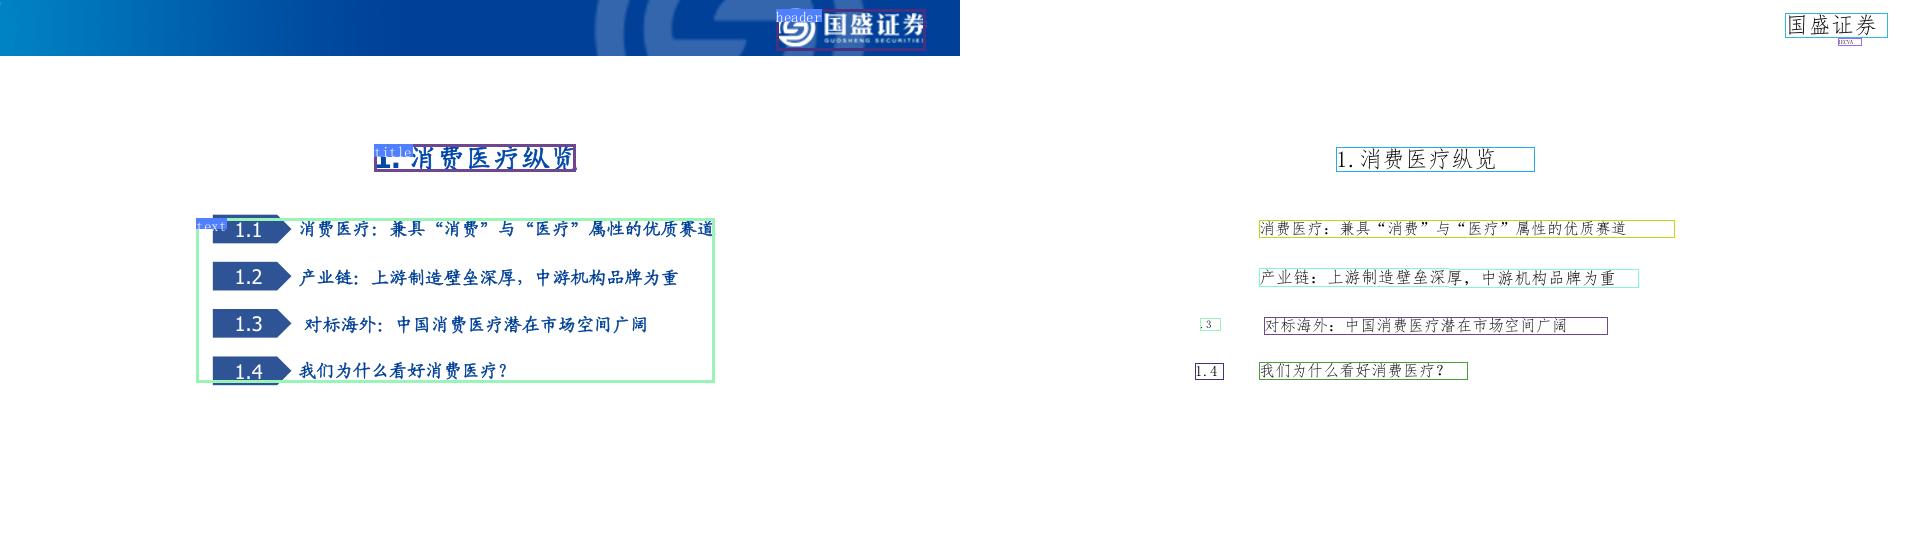 header
国盛证券
GUOSHENG SECURITIES
title
1.消费医疗纵览
text
1.1 消费医疗：兼具“消费”与“医疗”属性的优质赛道
1.2 产业链：上游制造壁垒深厚，中游机构品牌为重
1.3 对标海外：中国消费医疗潜在市场空间广阔
1.4 我们为什么看好消费医疗？
国盛证券
1.消费医疗纵览
消费医疗：兼具“消费”与“医疗”属性的优质赛道
产业链：上游制造壁垒深厚，中游机构品牌为重
.3 对标海外：中国消费医疗潜在市场空间广阔
1.4 我们为什么看好消费医疗？